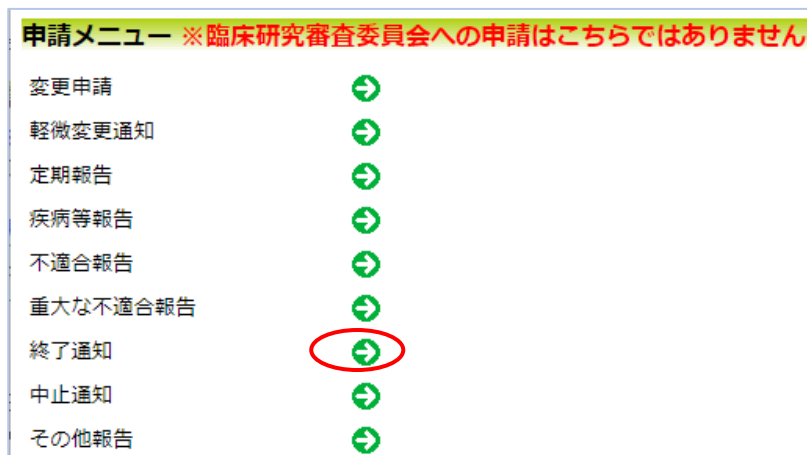 申請メニュー ※臨床研究審査委員会への申請はこちらではありません
変更申請
軽微変更通知
定期報告
疾病等報告
不適合報告
重大な不適合報告
終了通知
中止通知
その他報告